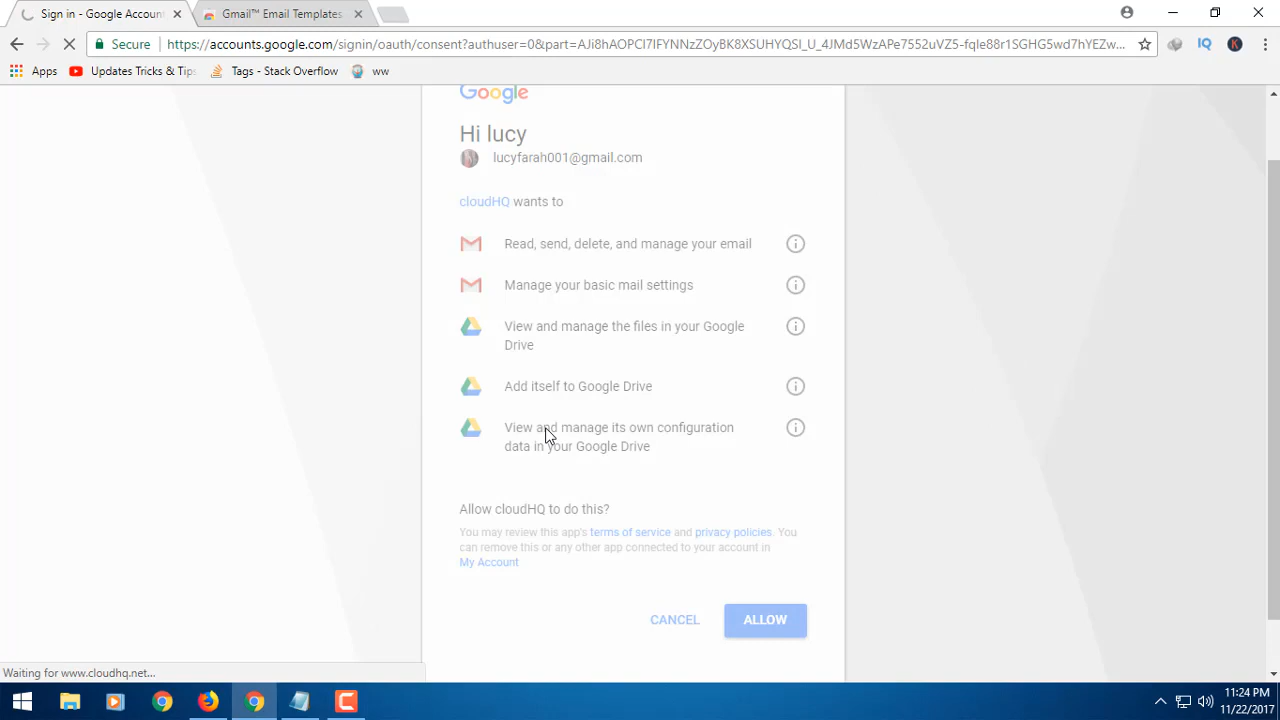 Sign in - Google Accoun
Gmail™ Email Templates
Secure
https://accounts.google.com/signin/oauth/consent?authuser=0&part=AJi8hAOPCI7IFYNNzZOyBK8XSUHYQSI_U_4JMd5WzAPe7552uVZ5-fqle88r1SGHG5wd7hYEZw...
IQ
K
Apps
Updates Tricks & Tips
Tags - Stack Overflow
ww
Google
Hi lucy
lucyfarah001@gmail.com
cloudHQ wants to
Read, send, delete, and manage your email
Manage your basic mail settings
View and manage the files in your Google
Drive
Add itself to Google Drive
View and manage its own configuration
data in your Google Drive
Allow cloudHQ to do this?
You may review this app's terms of service and privacy policies. You
can remove this or any other app connected to your account in
My Account
CANCEL
ALLOW
Waiting for www.cloudhq.net...
11:24 PM
11/22/2017